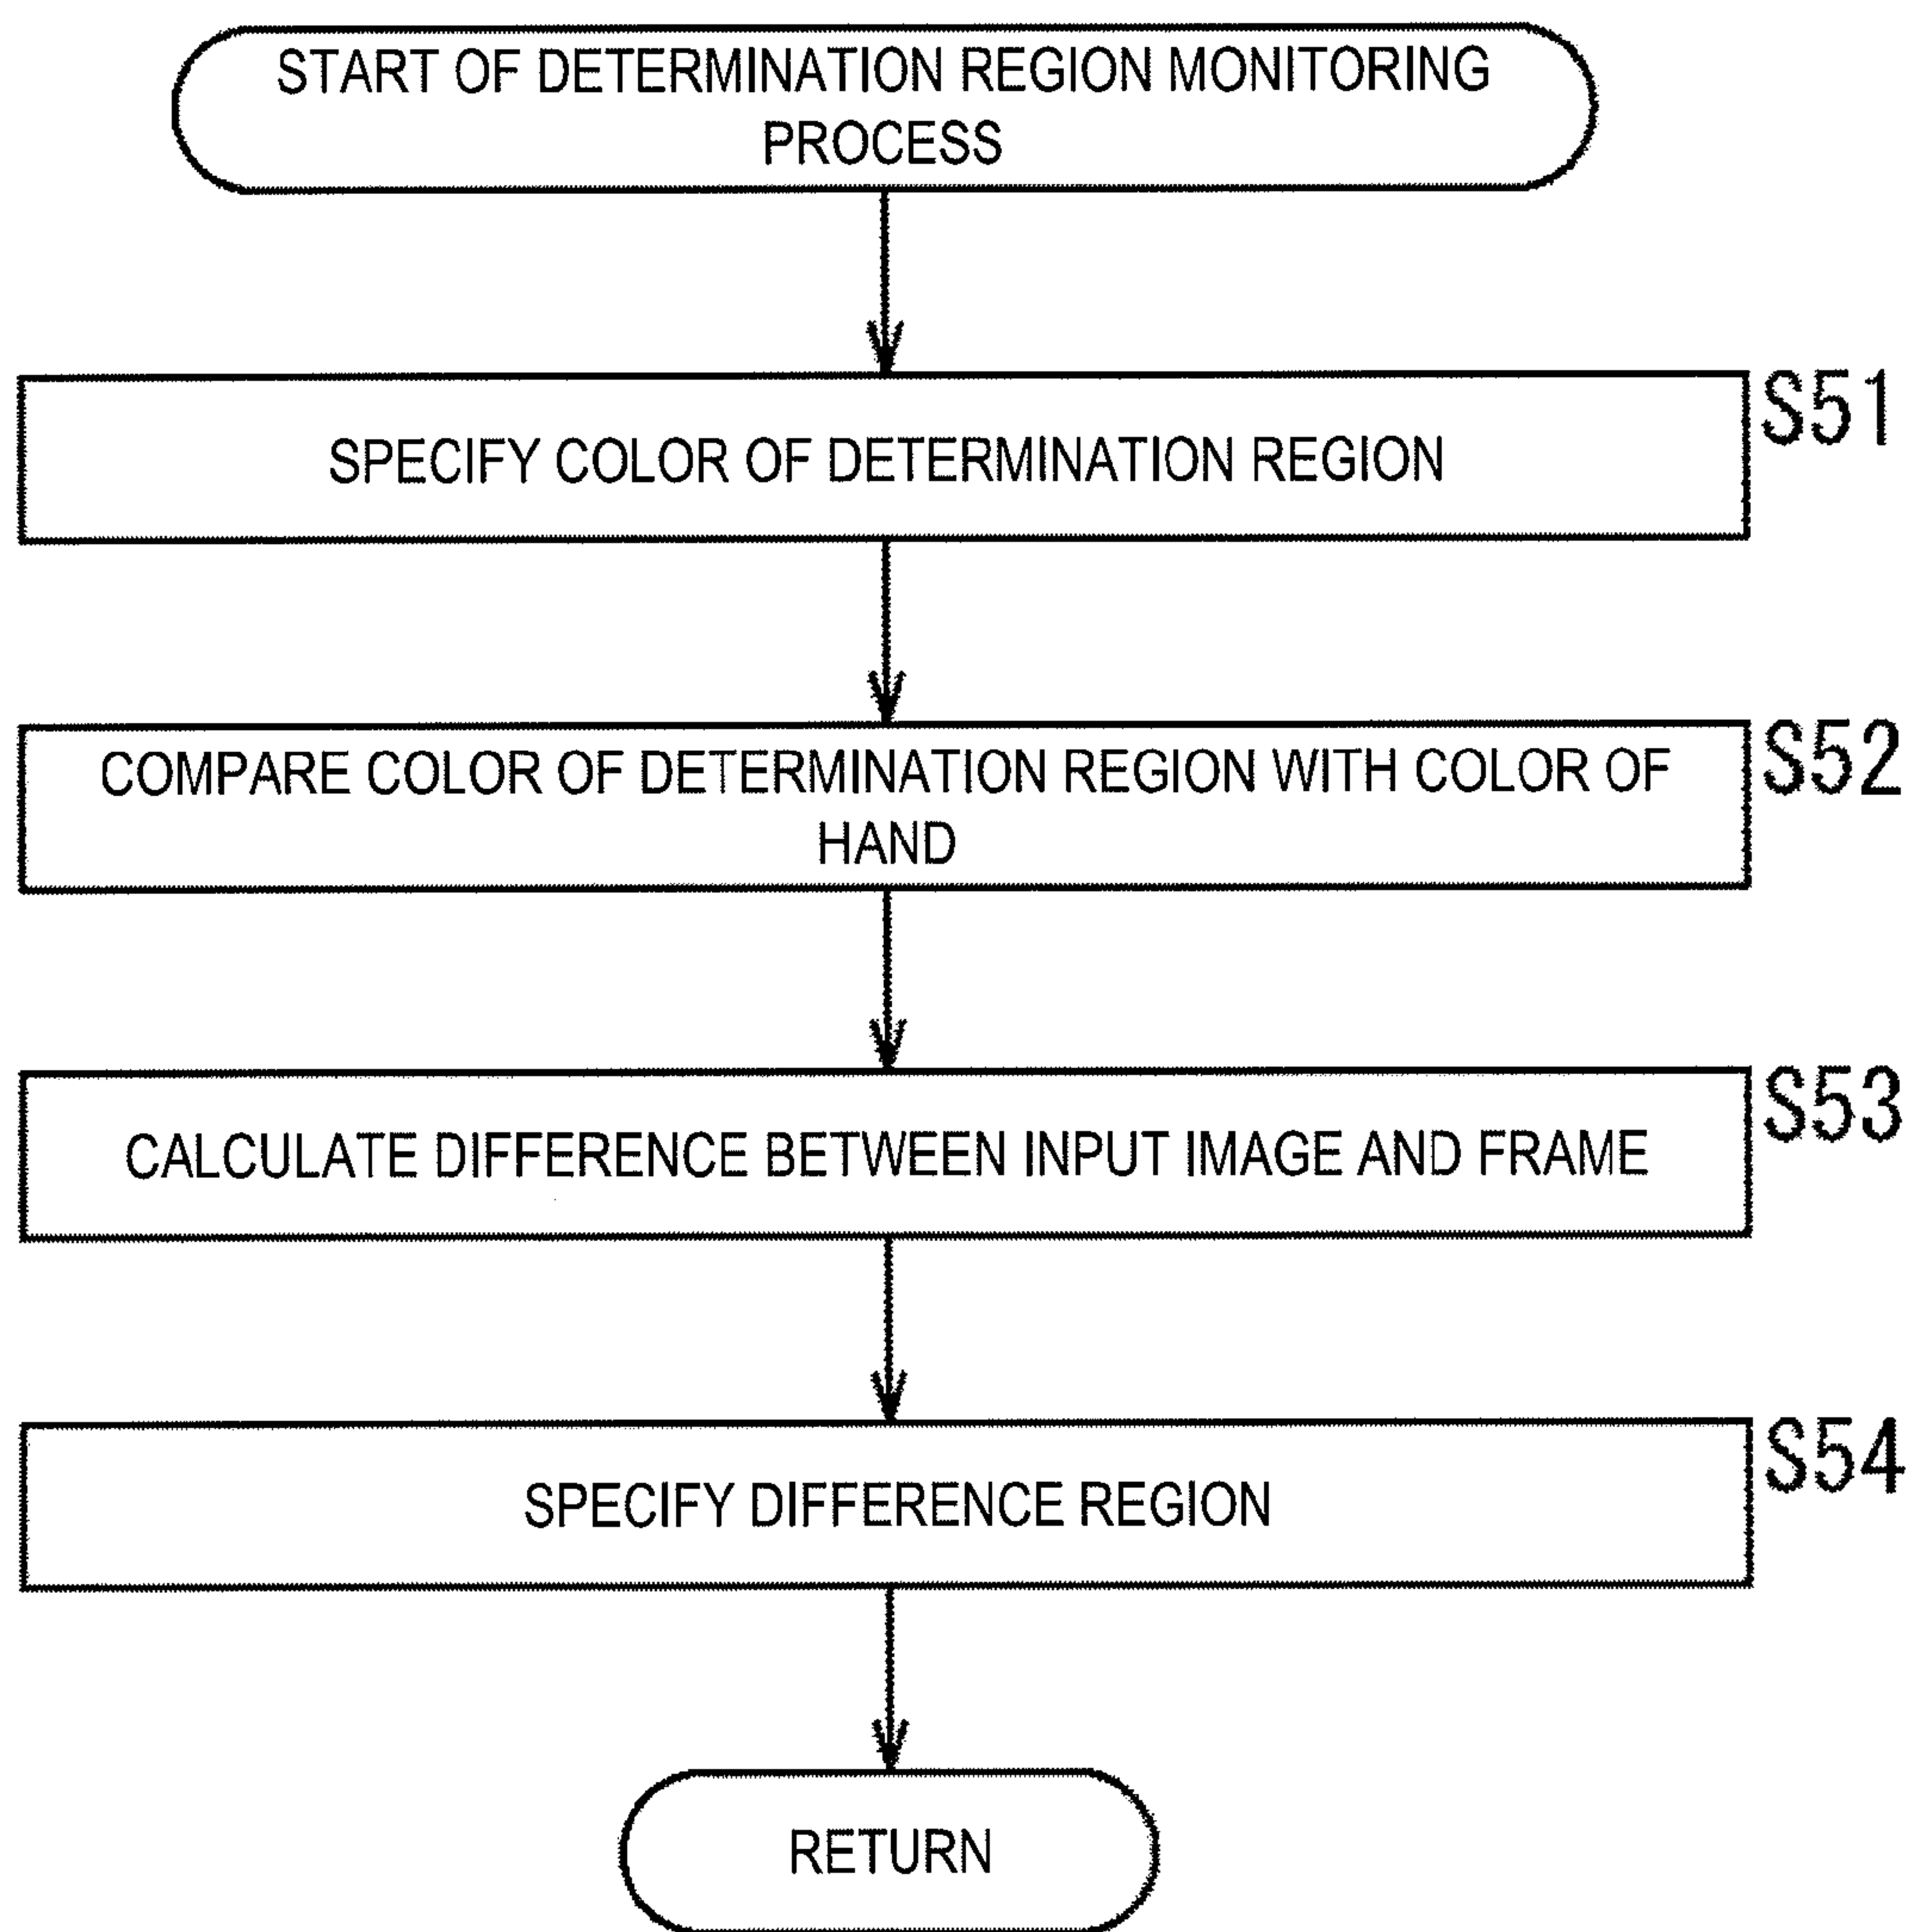 START OF DETERMINATION REGION MONITORING
PROCESS
S51
SPECIFY COLOR OF DETERMINATION REGION
S52
COMPARE COLOR OF DETERMINATION REGION WITH COLOR OF
HAND
S53
CALCULATE DIFFERENCE BETWEEN INPUT IMAGE AND FRAME
S54
SPECIFY DIFFERENCE REGION
RETURN